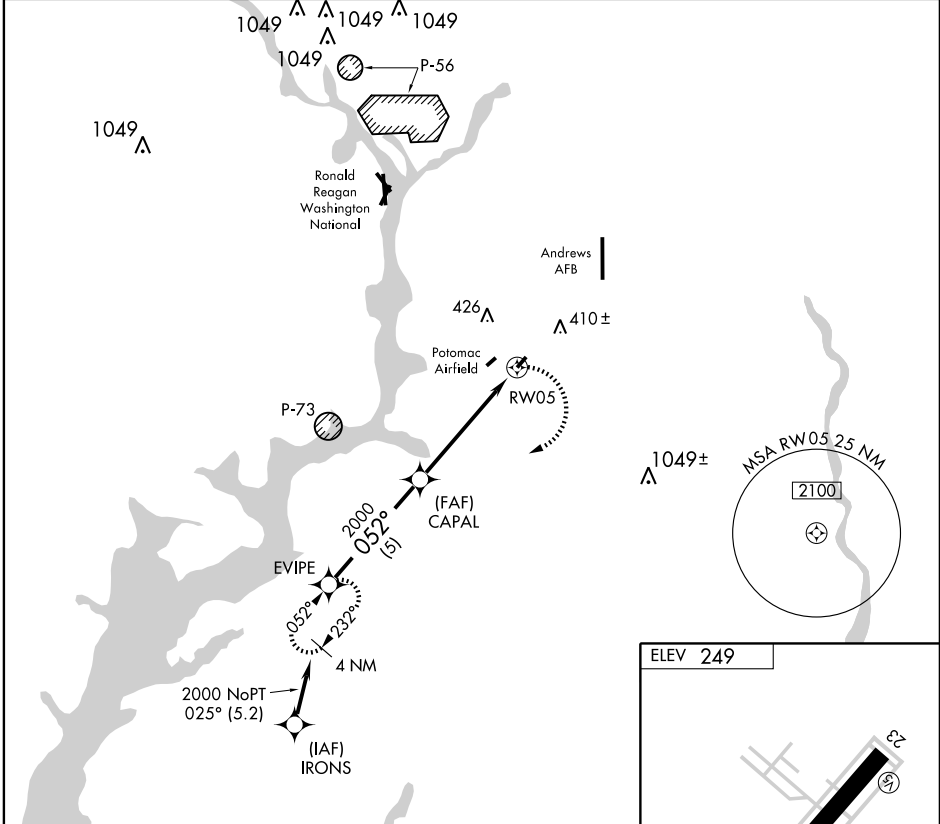 1049
1049
1049
1049
P-56
1049
Ronald
Reagan
Washington
National
Andrews
AFB
426
410 ±
Potomac
Airfield
RW05
P-73
1049 ±
MSA RW05 25 NM
2100
(FAF)
CAPAL
2000
052°
(5)
EVIPE
052°
232°
4 NM
2000 NoPT
025° (5.2)
(IAF)
IRONS
ELEV 249
23
V5